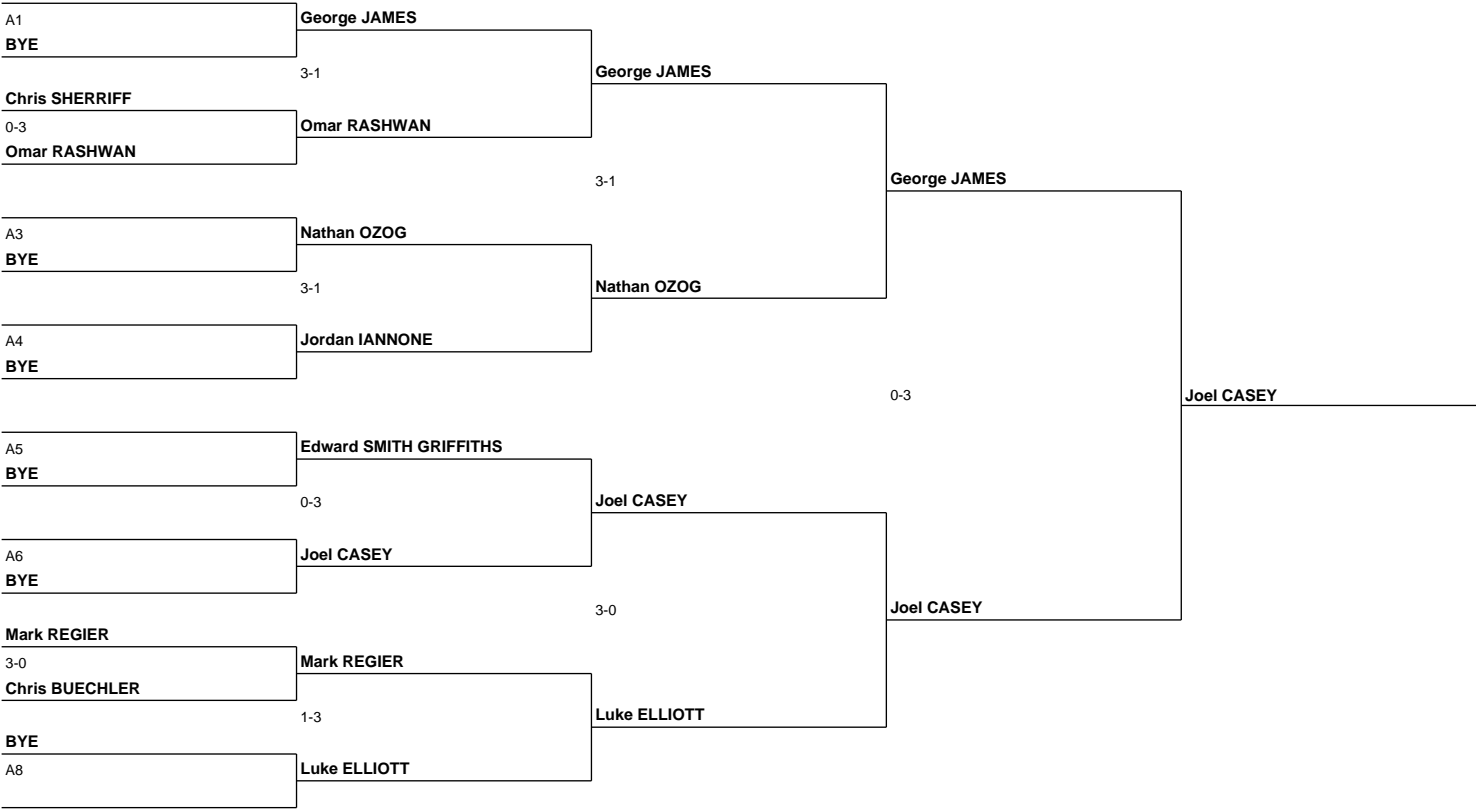 A1
BYE
George JAMES
3-1
George JAMES
Chris SHERRIFF
0-3
Omar RASHWAN
Omar RASHWAN
3-1
George JAMES
A3
BYE
Nathan OZOG
3-1
Nathan OZOG
A4
BYE
Jordan IANNONE
0-3
Joel CASEY
A5
BYE
Edward SMITH GRIFFITHS
0-3
Joel CASEY
A6
BYE
Joel CASEY
3-0
Joel CASEY
Mark REGIER
3-0
Chris BUECHLER
Mark REGIER
1-3
Luke ELLIOTT
BYE
A8
Luke ELLIOTT